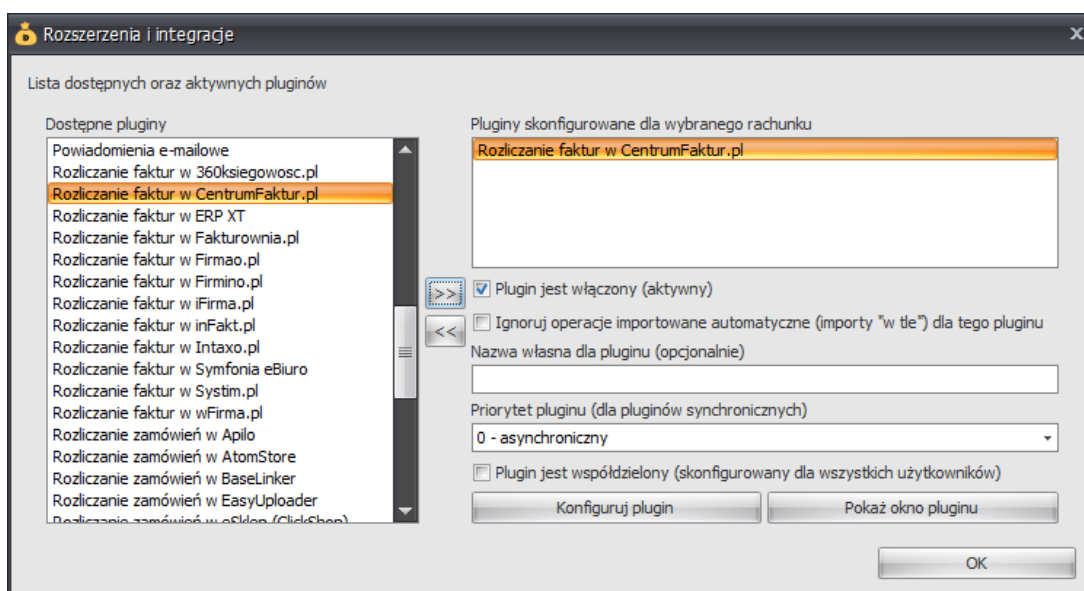 Rozszerzenia i integracje
x
Lista dostępnych oraz aktywnych pluginów
Dostępne pluginy
Powiadomienia e-mailowe
Rozliczanie faktur w 360ksiegowosc.pl
Rozliczanie faktur w CentrumFaktur.pl
Rozliczanie faktur w ERP XT
Rozliczanie faktur w Fakturownia.pl
Rozliczanie faktur w Firmao.pl
Rozliczanie faktur w Firmino.pl
Rozliczanie faktur w iFirma.pl
Rozliczanie faktur w inFakt.pl
Rozliczanie faktur w Intaxo.pl
Rozliczanie faktur w Symfonia eBiuro
Rozliczanie faktur w Systim.pl
Rozliczanie faktur w wFirma.pl
Rozliczanie zamówień w Apilo
Rozliczanie zamówień w AtomStore
Rozliczanie zamówień w BaseLinker
Rozliczanie zamówień w EasyUploader
Rozliczanie zamówień w eSklep (ClickShop)
>>
<<
Pluginy skonfigurowane dla wybranego rachunku
Rozliczanie faktur w CentrumFaktur.pl
Plugin jest włączony (aktywny)
Ignoruj operacje importowane automatyczne (importy "w tle") dla tego pluginu
Nazwa własna dla pluginu (opcjonalnie)
Priorytet pluginu (dla pluginów synchronicznych)
0 - asynchroniczny
Plugin jest współdzielony (skonfigurowany dla wszystkich użytkowników)
Konfiguruj plugin
Pokaż okno pluginu
OK